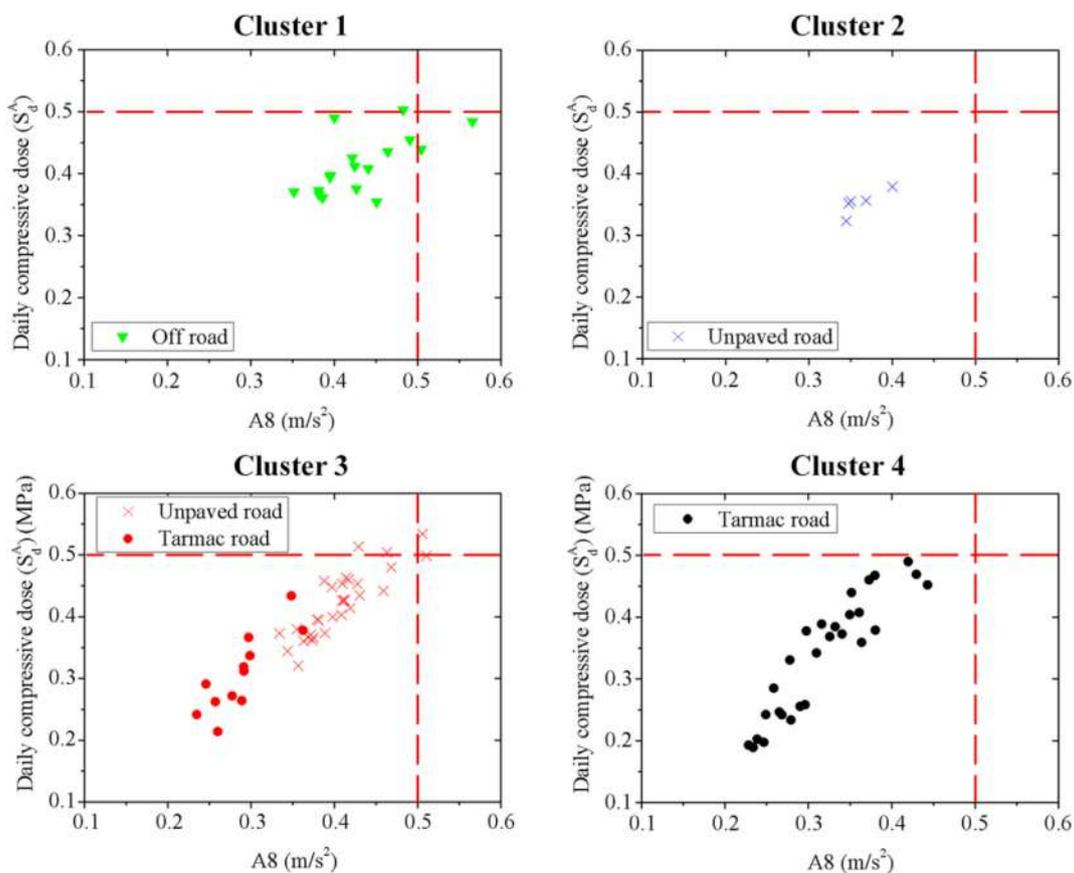 Cluster 1
Daily compressive dose (S_d^A)
0.6
0.5
0.4
0.3
0.2
0.1
Off road
0.1 0.2 0.3 0.4 0.5 0.6
A8 (m/s²)
Cluster 2
Daily compressive dose (S_d^A)
0.6
0.5
0.4
0.3
0.2
0.1
Unpaved road
0.1 0.2 0.3 0.4 0.5 0.6
A8 (m/s²)
Cluster 3
Daily compressive dose (S_d^A) (MPa)
0.6
0.5
0.4
0.3
0.2
0.1
Unpaved road
Tarmac road
0.1 0.2 0.3 0.4 0.5 0.6
A8 (m/s²)
Cluster 4
Daily compressive dose (S_d^A) (MPa)
0.6
0.5
0.4
0.3
0.2
0.1
Tarmac road
0.1 0.2 0.3 0.4 0.5 0.6
A8 (m/s²)